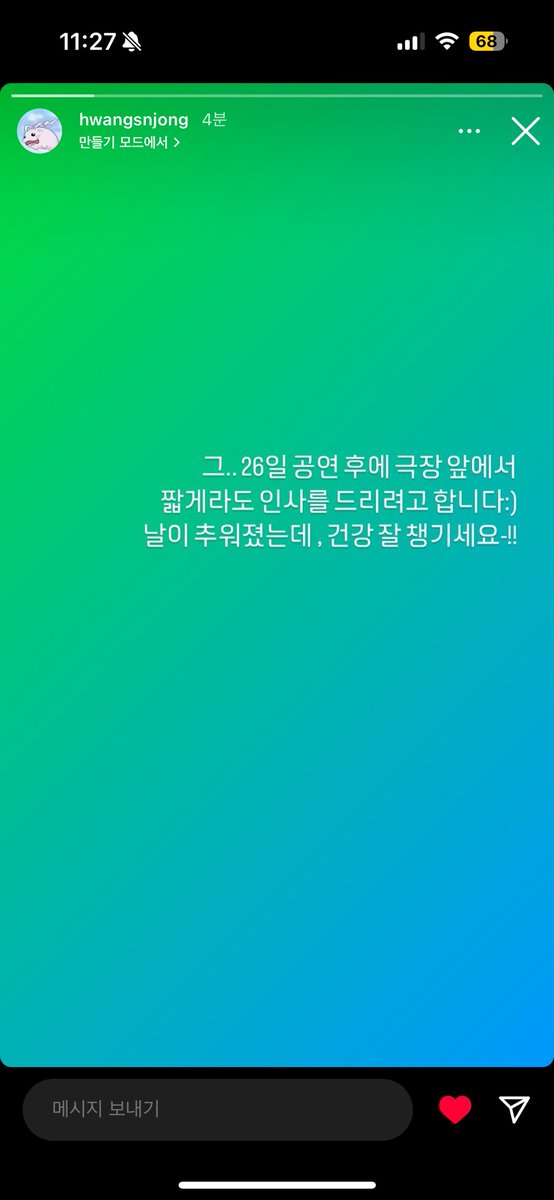 11:27
68
hwangsnjong 4분
만들기 모드에서 >
그.. 26일 공연 후에 극장 앞에서
짧게라도 인사를 드리려고 합니다:)
날이 추워졌는데 , 건강 잘 챙기세요-!!
메시지 보내기